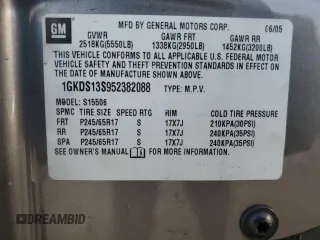 GM
MFD BY GENERAL MOTORS CORP. 06/05
GVWR GAWR FRT GAWR RR
2518KG(5550LB) 1338KG(2950LB) 1452KG(3200LB)
THIS VEHICLE CONFORMS TO ALL APPLICABLE U.S. FEDERAL MOTOR
VEHICLE SAFETY AND THEFT PREVENTION STANDARDS IN EFFECT
ON THE DATE OF MANUFACTURE SHOWN ABOVE.
1GKDS13S952382088 TYPE: M.P.V.
MODEL: S15506
SPMC TIRE SIZE SPEED RTG RIM COLD TIRE PRESSURE
FRT P245/65R17 S 17X7J 210KPA(30PSI)
RR P245/65R17 S 17X7J 240KPA(35PSI)
SPA P245/65R17 S 17X7J 240KPA(35PSI)
SEE OWNER'S MANUAL FOR MORE INFORMATION.
AUTOBIDMASTER